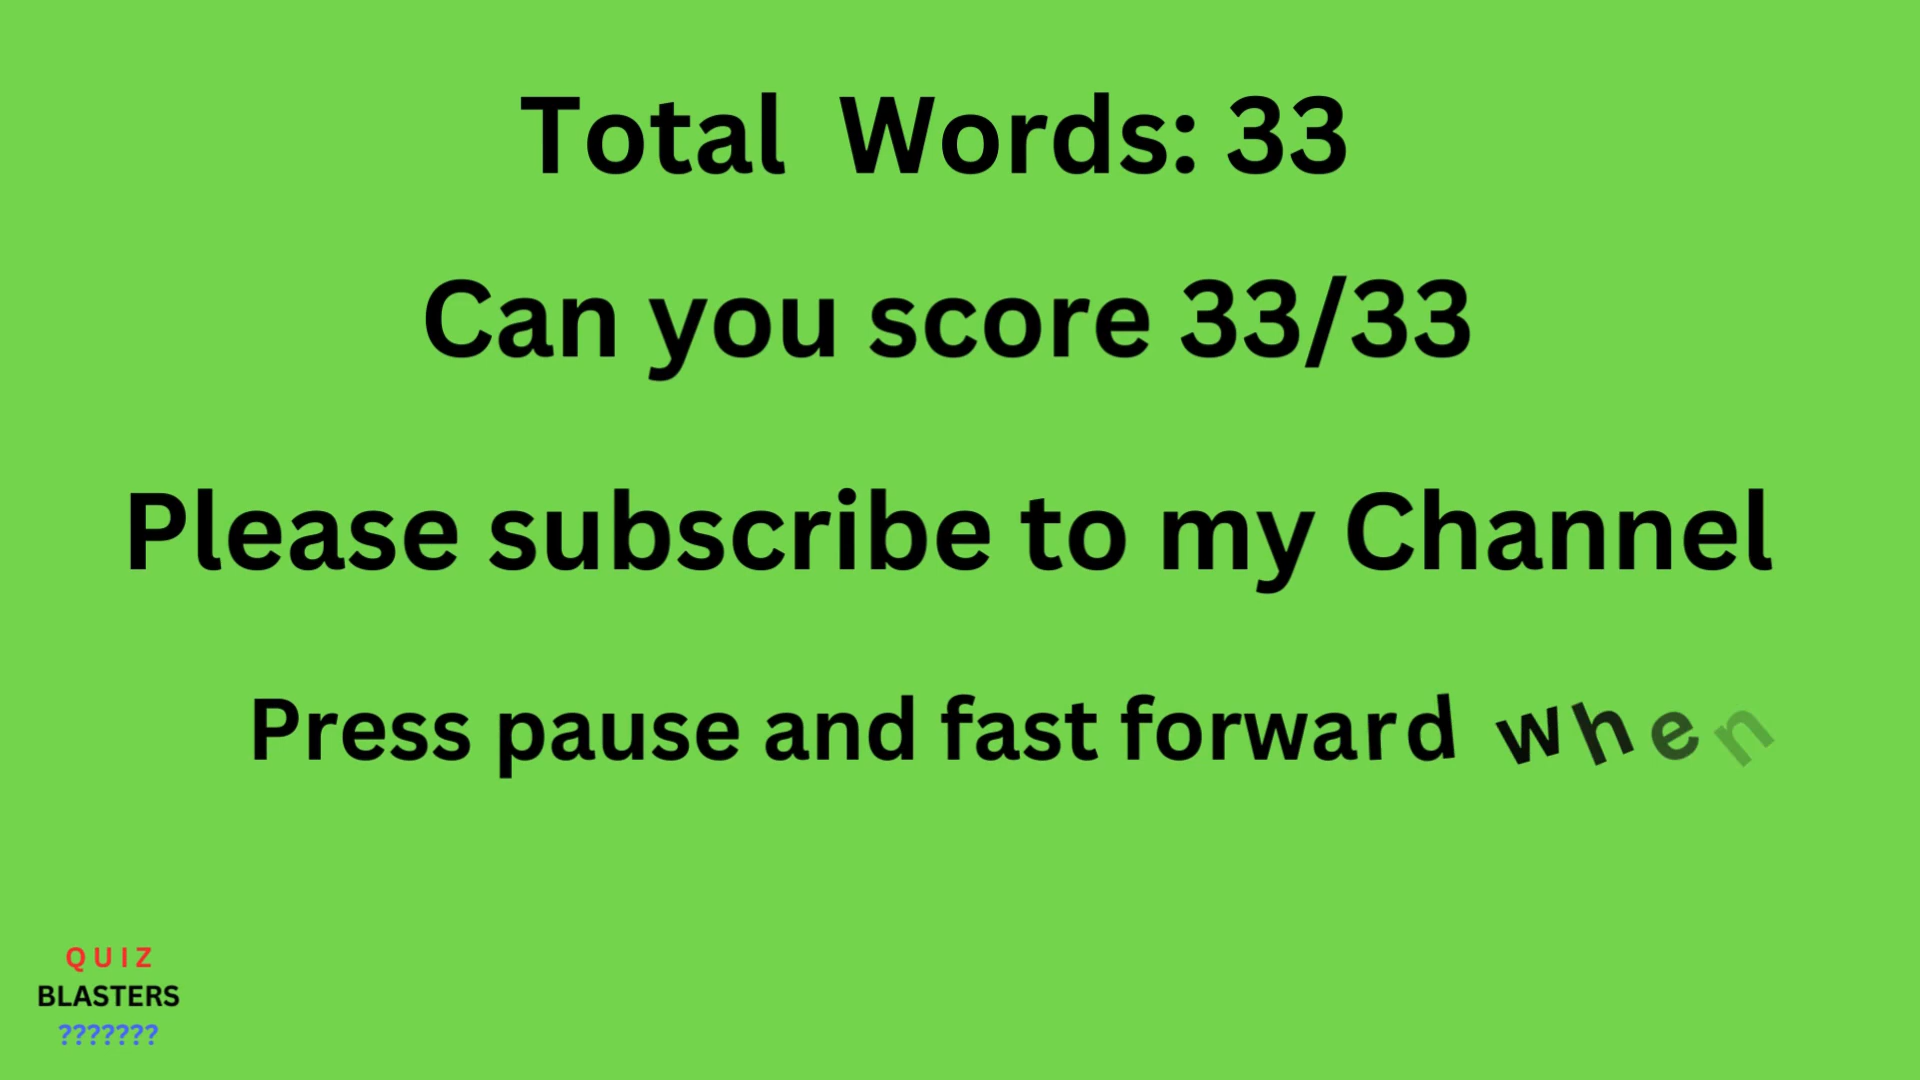 Total Words: 33
Can you score 33/33
Please subscribe to my Channel
Press pause and fast forward when
QUIZ
BLASTERS
???????